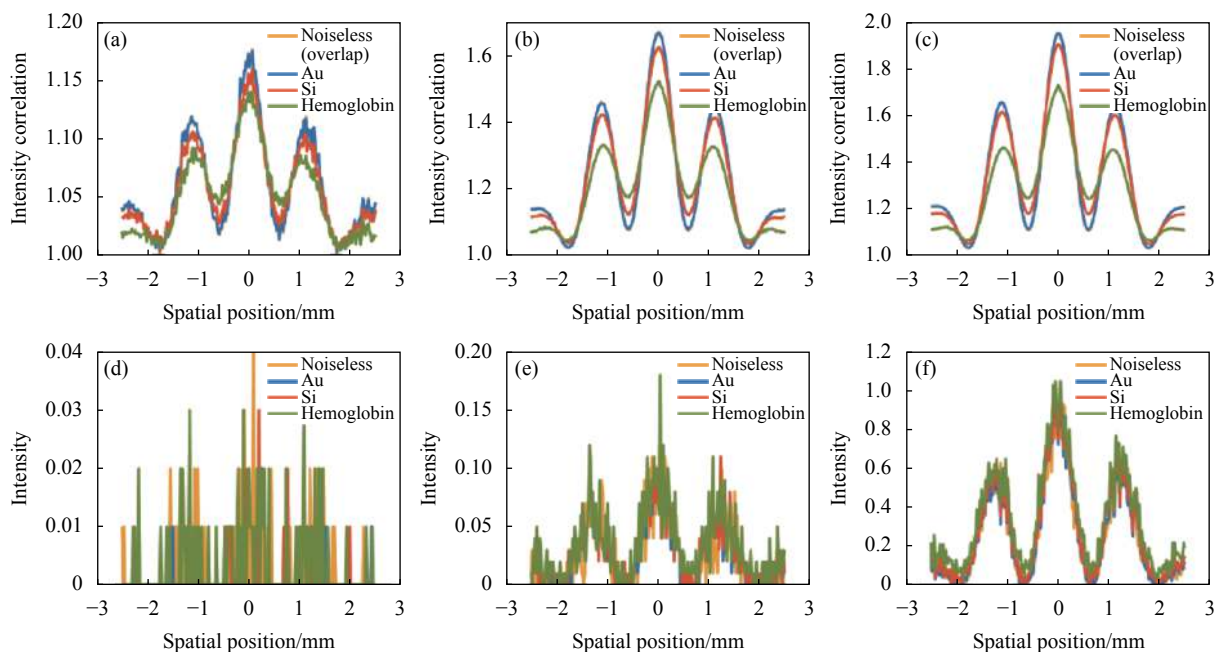 (a)
Intensity correlation
1.20
1.15
1.10
1.05
1.00
Noiseless
(overlap)
Au
Si
Hemoglobin
−3 −2 −1 0 1 2 3
Spatial position/mm
(b)
Intensity correlation
1.6
1.4
1.2
1.0
Noiseless
(overlap)
Au
Si
Hemoglobin
−3 −2 −1 0 1 2 3
Spatial position/mm
(c)
Intensity correlation
2.0
1.8
1.6
1.4
1.2
1.0
Noiseless
(overlap)
Au
Si
Hemoglobin
−3 −2 −1 0 1 2 3
Spatial position/mm
(d)
Intensity
0.04
0.03
0.02
0.01
0
Noiseless
Au
Si
Hemoglobin
−3 −2 −1 0 1 2 3
Spatial position/mm
(e)
Intensity
0.20
0.15
0.10
0.05
0
Noiseless
Au
Si
Hemoglobin
−3 −2 −1 0 1 2 3
Spatial position/mm
(f)
Intensity
1.2
1.0
0.8
0.6
0.4
0.2
0
Noiseless
Au
Si
Hemoglobin
−3 −2 −1 0 1 2 3
Spatial position/mm